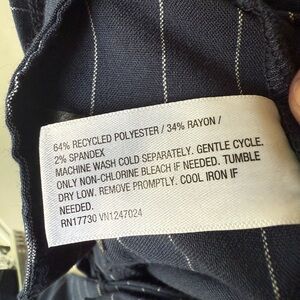 64% RECYCLED POLYESTER / 34% RAYON /
2% SPANDEX
MACHINE WASH COLD SEPARATELY. GENTLE CYCLE.
ONLY NON-CHLORINE BLEACH IF NEEDED. TUMBLE
DRY LOW. REMOVE PROMPTLY. COOL IRON IF
NEEDED.
RN17730 VN1247024